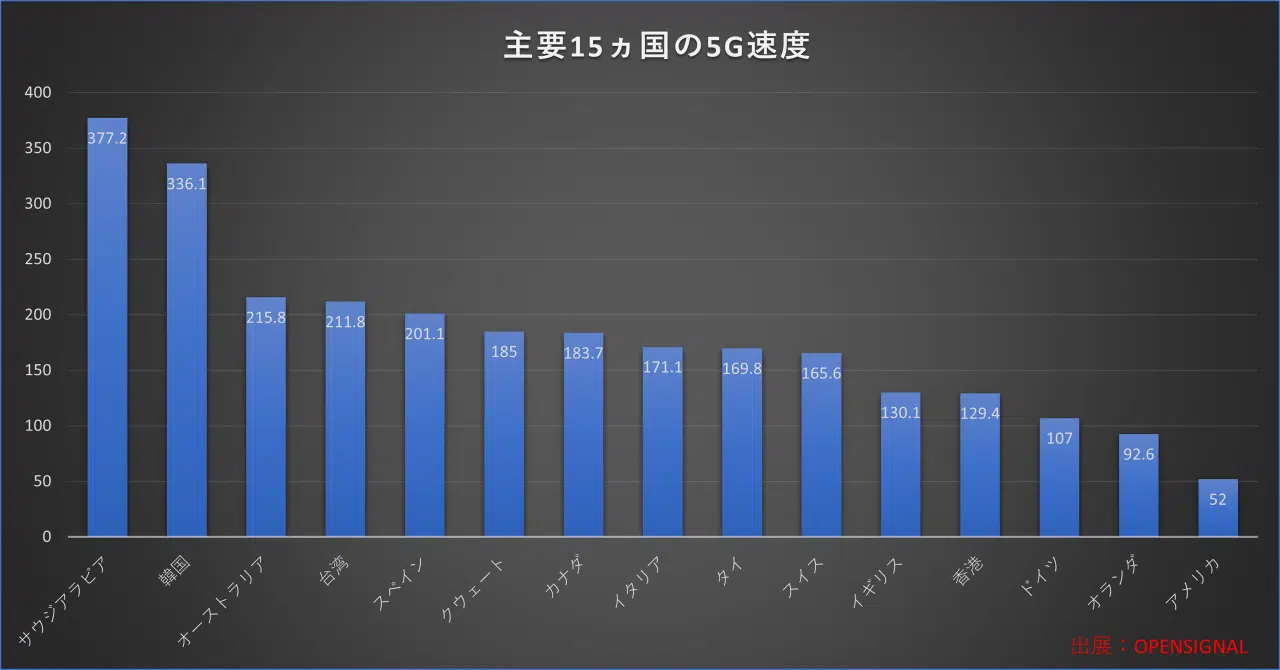 主要15ヵ国の5G速度
400
350
300
250
200
150
100
50
0
377.2
336.1
215.8
211.8
201.1
185
183.7
171.1
169.8
165.6
130.1
129.4
107
92.6
52
サウジアラビア
韓国
オーストラリア
台湾
スペイン
クウェート
カナダ
イタリア
タイ
スイス
イギリス
香港
ドイツ
オランダ
アメリカ
出展：OPENSIGNAL